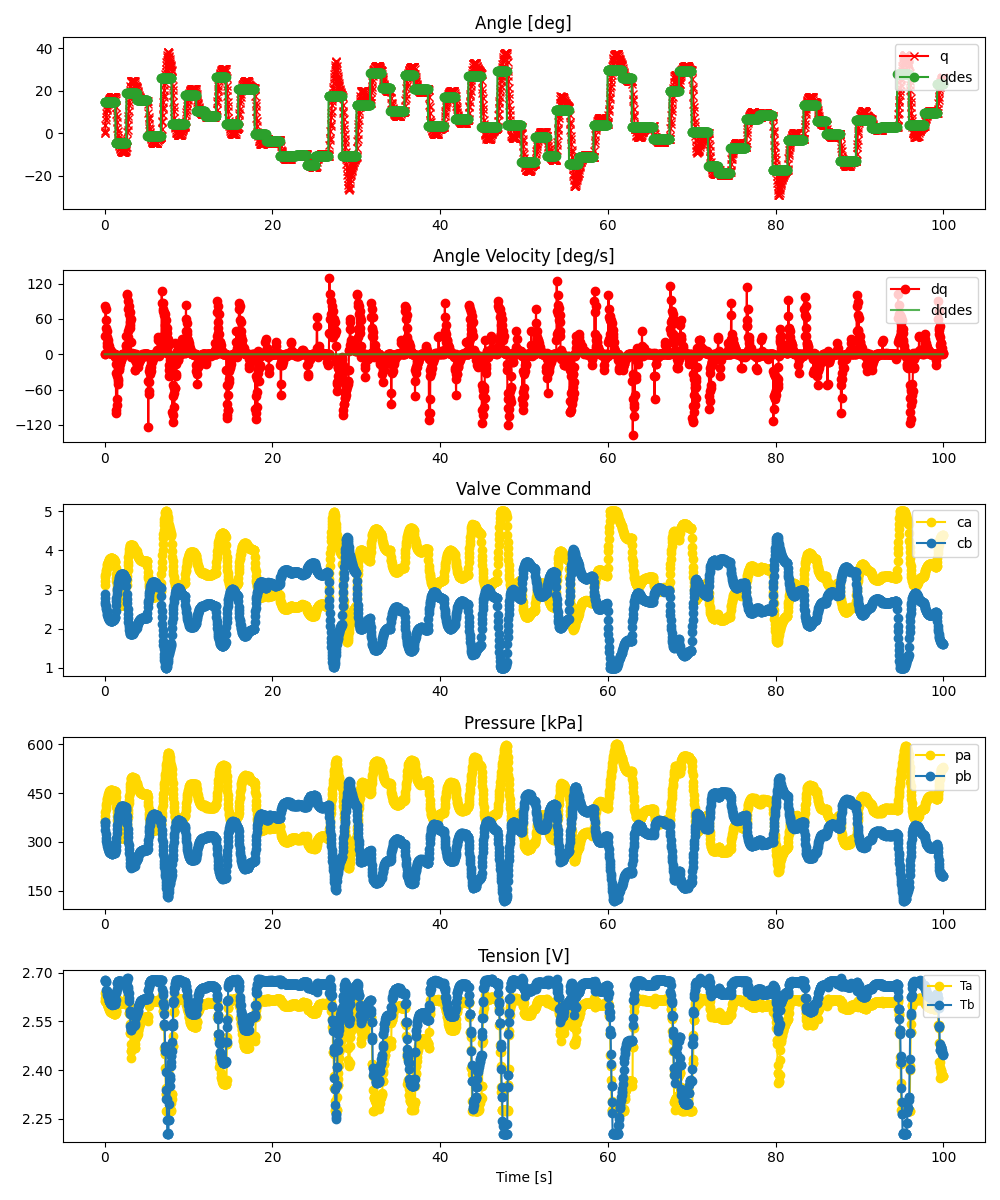 Angle [deg]
40
20
0
−20
q
qdes
0 20 40 60 80 100
Angle Velocity [deg/s]
120
60
0
−60
−120
dq
dqdes
0 20 40 60 80 100
Valve Command
5
4
3
2
1
ca
cb
0 20 40 60 80 100
Pressure [kPa]
600
450
300
150
pa
pb
0 20 40 60 80 100
Tension [V]
2.70
2.55
2.40
2.25
Ta
Tb
0 20 40 60 80 100
Time [s]